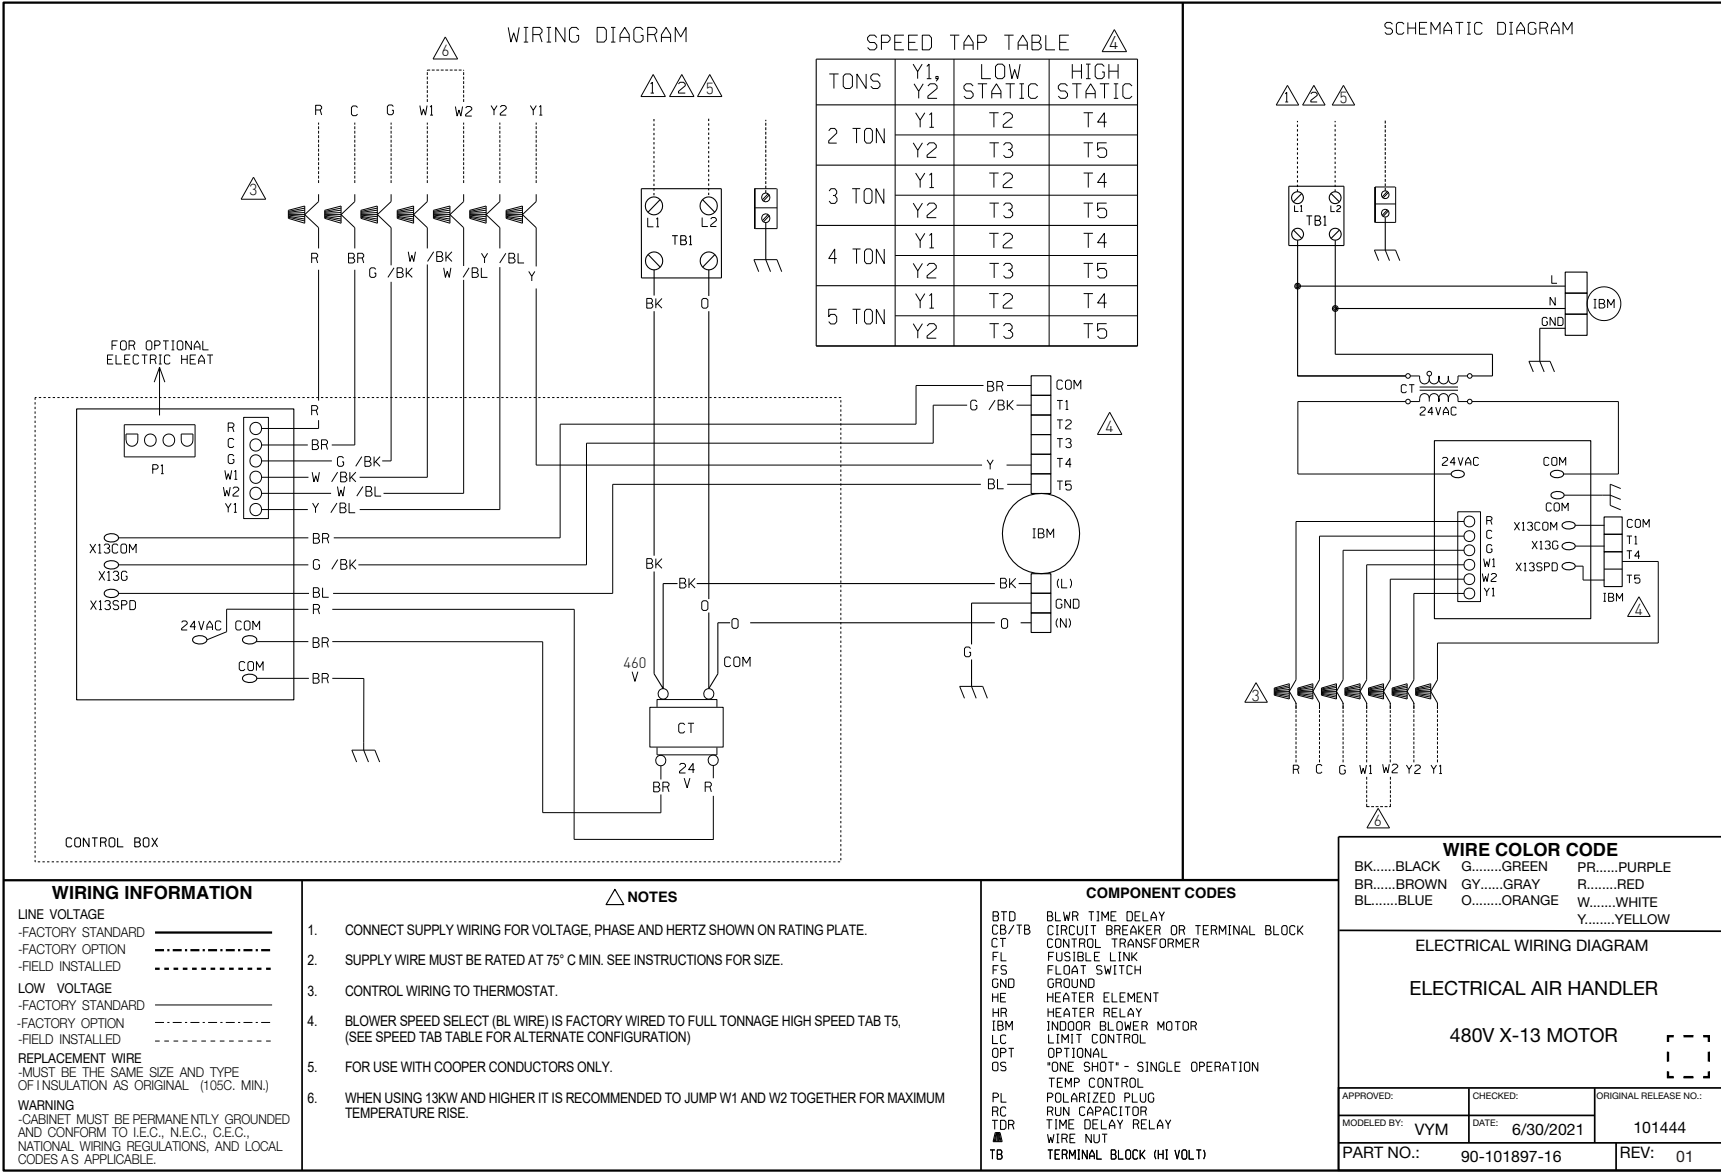 WIRING DIAGRAM
6
R C G W1 W2 Y2 Y1
3
R BR G /BK W /BK W /BL Y /BL Y
1 2 5
L1 L2
TB1
BK O
SPEED TAP TABLE 4
TONS Y1, Y2 LOW STATIC HIGH STATIC
2 TON Y1 T2 T4
Y2 T3 T5
3 TON Y1 T2 T4
Y2 T3 T5
4 TON Y1 T2 T4
Y2 T3 T5
5 TON Y1 T2 T4
Y2 T3 T5
FOR OPTIONAL
ELECTRIC HEAT
P1
R R
C BR
G G /BK
W1 W /BK
W2 W /BL
Y1 Y /BL
X13COM BR
X13G G /BK
X13SPD BL
R
24VAC COM BR
COM BR
BR COM
G /BK T1
T2
T3
Y T4
BL T5
4
IBM
BK BK BK (L)
GND
O O O (N)
G
460 V COM
CT
24 V
BR R
CONTROL BOX
SCHEMATIC DIAGRAM
1 2 5
L1 L2
TB1
L
N IBM
GND
CT
24VAC
24VAC COM
COM
R X13COM COM
C T1
G X13G T4
W1 X13SPD T5
W2 IBM 4
Y1
3
R C G W1 W2 Y2 Y1
6
WIRING INFORMATION
LINE VOLTAGE
-FACTORY STANDARD
-FACTORY OPTION
-FIELD INSTALLED
LOW VOLTAGE
-FACTORY STANDARD
-FACTORY OPTION
-FIELD INSTALLED
REPLACEMENT WIRE
-MUST BE THE SAME SIZE AND TYPE
OF INSULATION AS ORIGINAL (105C. MIN.)
WARNING
-CABINET MUST BE PERMANENTLY GROUNDED
AND CONFORM TO I.E.C., N.E.C., C.E.C.,
NATIONAL WIRING REGULATIONS, AND LOCAL
CODES AS APPLICABLE.
NOTES
1. CONNECT SUPPLY WIRING FOR VOLTAGE, PHASE AND HERTZ SHOWN ON RATING PLATE.
2. SUPPLY WIRE MUST BE RATED AT 75° C MIN. SEE INSTRUCTIONS FOR SIZE.
3. CONTROL WIRING TO THERMOSTAT.
4. BLOWER SPEED SELECT (BL WIRE) IS FACTORY WIRED TO FULL TONNAGE HIGH SPEED TAB T5,
(SEE SPEED TAB TABLE FOR ALTERNATE CONFIGURATION)
5. FOR USE WITH COOPER CONDUCTORS ONLY.
6. WHEN USING 13KW AND HIGHER IT IS RECOMMENDED TO JUMP W1 AND W2 TOGETHER FOR MAXIMUM
TEMPERATURE RISE.
COMPONENT CODES
BTD BLWR TIME DELAY
CB/TB CIRCUIT BREAKER OR TERMINAL BLOCK
CT CONTROL TRANSFORMER
FL FUSIBLE LINK
FS FLOAT SWITCH
GND GROUND
HE HEATER ELEMENT
HR HEATER RELAY
IBM INDOOR BLOWER MOTOR
LC LIMIT CONTROL
OPT OPTIONAL
OS "ONE SHOT" - SINGLE OPERATION
TEMP CONTROL
PL POLARIZED PLUG
RC RUN CAPACITOR
TDR TIME DELAY RELAY
WIRE NUT
TB TERMINAL BLOCK (HI VOLT)
WIRE COLOR CODE
BK.....BLACK G........GREEN PR.....PURPLE
BR.....BROWN GY.....GRAY R........RED
BL.......BLUE O........ORANGE W.......WHITE
Y........YELLOW
ELECTRICAL WIRING DIAGRAM
ELECTRICAL AIR HANDLER
480V X-13 MOTOR
APPROVED: CHECKED: ORIGINAL RELEASE NO.:
MODELED BY: VYM DATE: 6/30/2021 101444
PART NO.: 90-101897-16 REV: 01